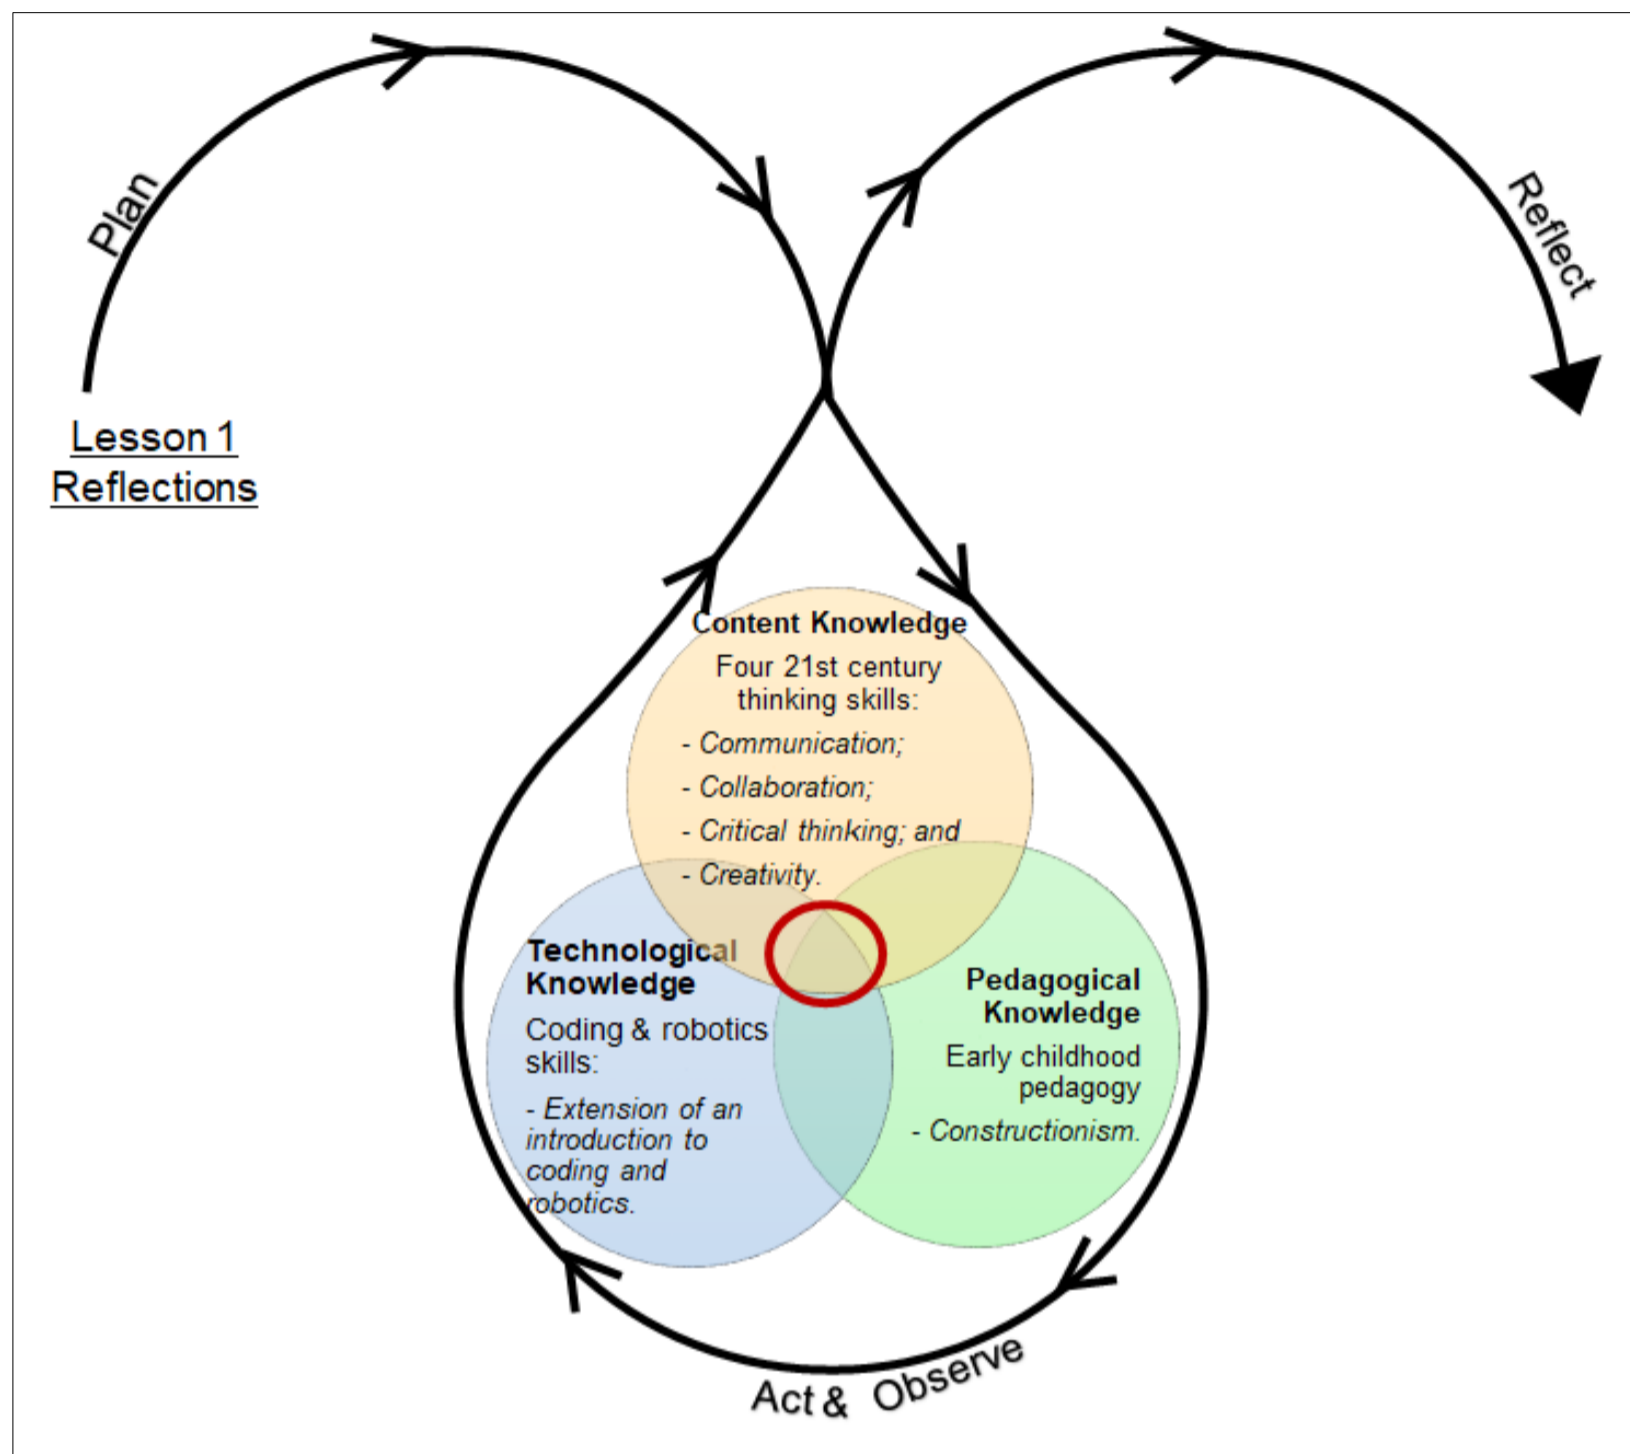 Plan
Reflect
Lesson 1
Reflections
Content Knowledge
Four 21st century
thinking skills:
- Communication;
- Collaboration;
- Critical thinking; and
- Creativity.
Technological
Knowledge
Coding & robotics
skills:
- Extension of an
introduction to
coding and
robotics.
Pedagogical
Knowledge
Early childhood
pedagogy
- Constructionism.
Act & Observe